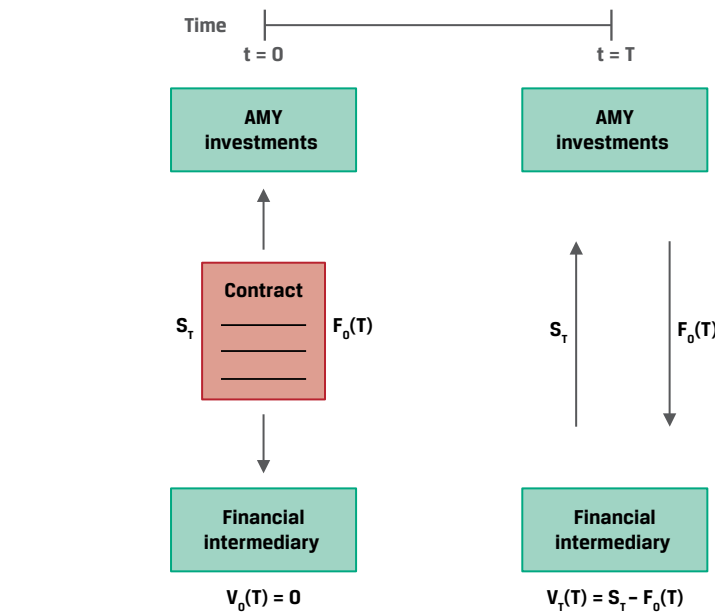 Time
t = 0
t = T
AMY
investments
AMY
investments
Contract
S_T
F_0(T)
S_T
F_0(T)
Financial
intermediary
Financial
intermediary
V_0(T) = 0
V_T(T) = S_T – F_0(T)